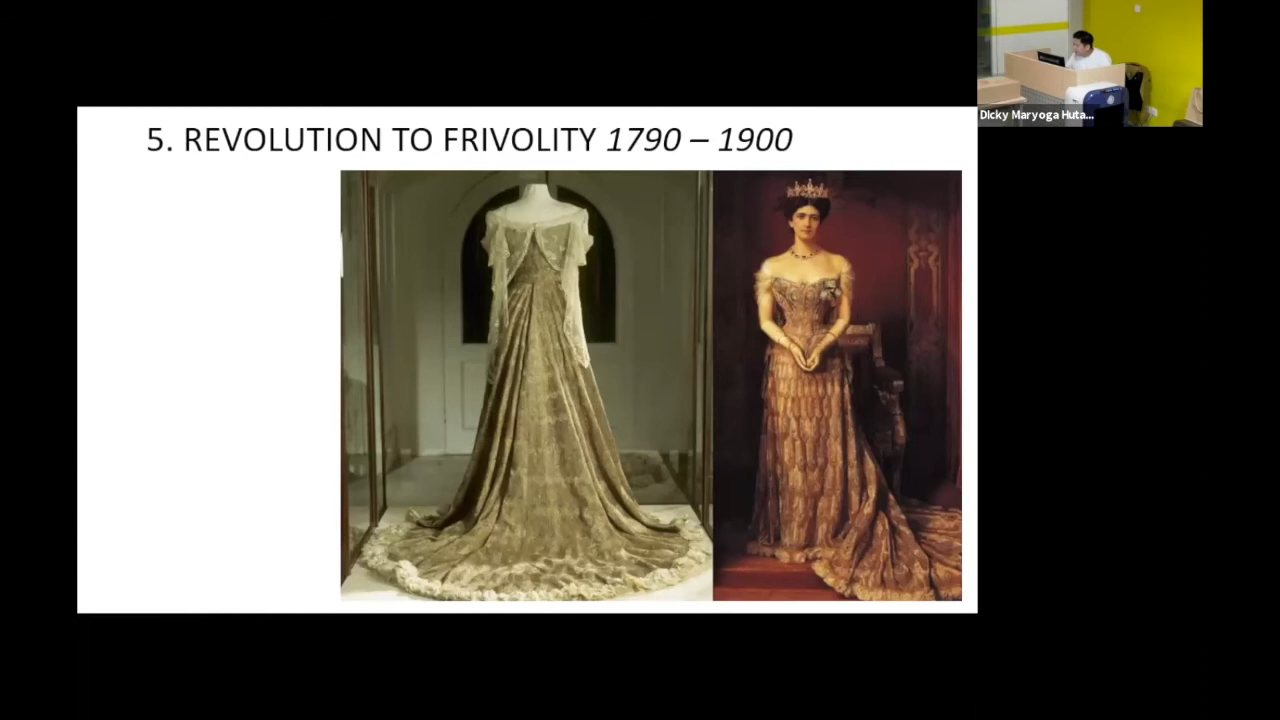 5. REVOLUTION TO FRIVOLITY 1790 – 1900
Dicky Maryoga Huta...